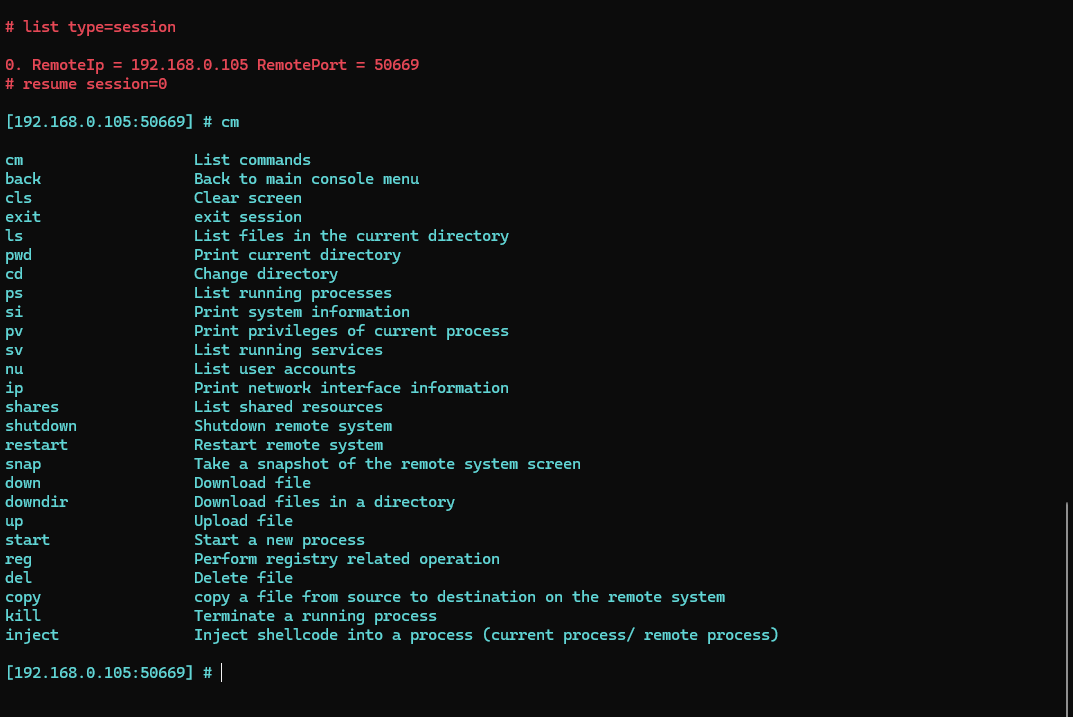 # list type=session
0. RemoteIp = 192.168.0.105 RemotePort = 50669
# resume session=0
[192.168.0.105:50669] # cm
cm List commands
back Back to main console menu
cls Clear screen
exit exit session
ls List files in the current directory
pwd Print current directory
cd Change directory
ps List running processes
si Print system information
pv Print privileges of current process
sv List running services
nu List user accounts
ip Print network interface information
shares List shared resources
shutdown Shutdown remote system
restart Restart remote system
snap Take a snapshot of the remote system screen
down Download file
downdir Download files in a directory
up Upload file
start Start a new process
reg Perform registry related operation
del Delete file
copy copy a file from source to destination on the remote system
kill Terminate a running process
inject Inject shellcode into a process (current process/ remote process)
[192.168.0.105:50669] #